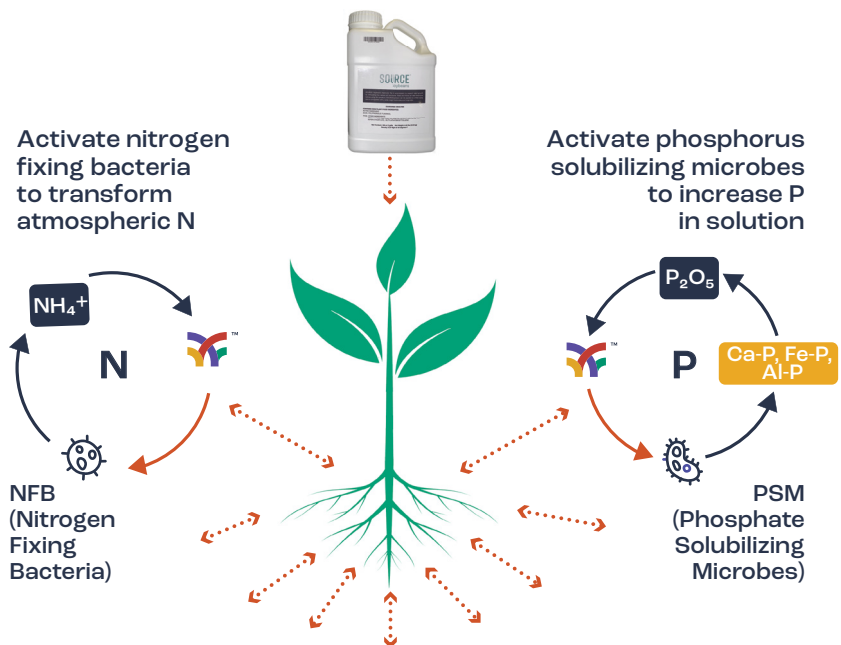 SOURCE
Activate nitrogen
fixing bacteria
to transform
atmospheric N
Activate phosphorus
solubilizing microbes
to increase P
in solution
NH₄⁺
N
™
NFB
(Nitrogen
Fixing
Bacteria)
P₂O₅
™
P
Ca-P, Fe-P,
Al-P
PSM
(Phosphate
Solubilizing
Microbes)